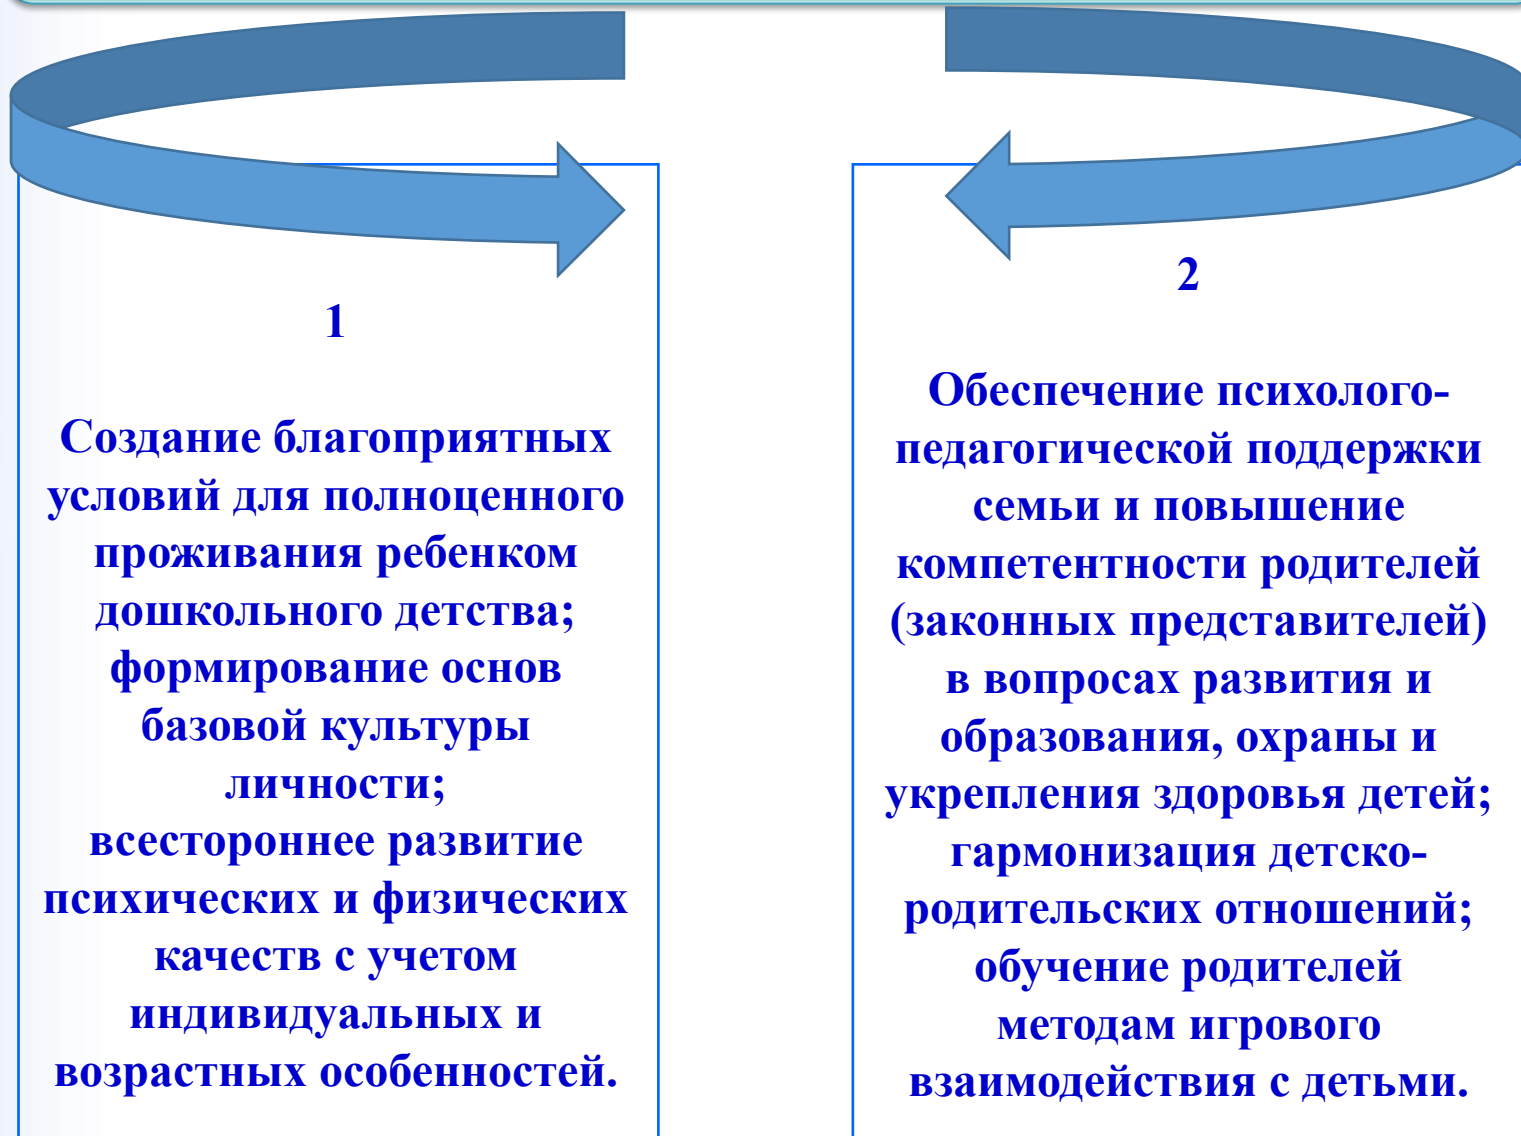 1
Создание благоприятных
условий для полноценного
проживания ребенком
дошкольного детства;
формирование основ
базовой культуры
личности;
всестороннее развитие
психических и физических
качеств с учетом
индивидуальных и
возрастных особенностей.
2
Обеспечение психолого-
педагогической поддержки
семьи и повышение
компетентности родителей
(законных представителей)
в вопросах развития и
образования, охраны и
укрепления здоровья детей;
гармонизация детско-
родительских отношений;
обучение родителей
методам игрового
взаимодействия с детьми.